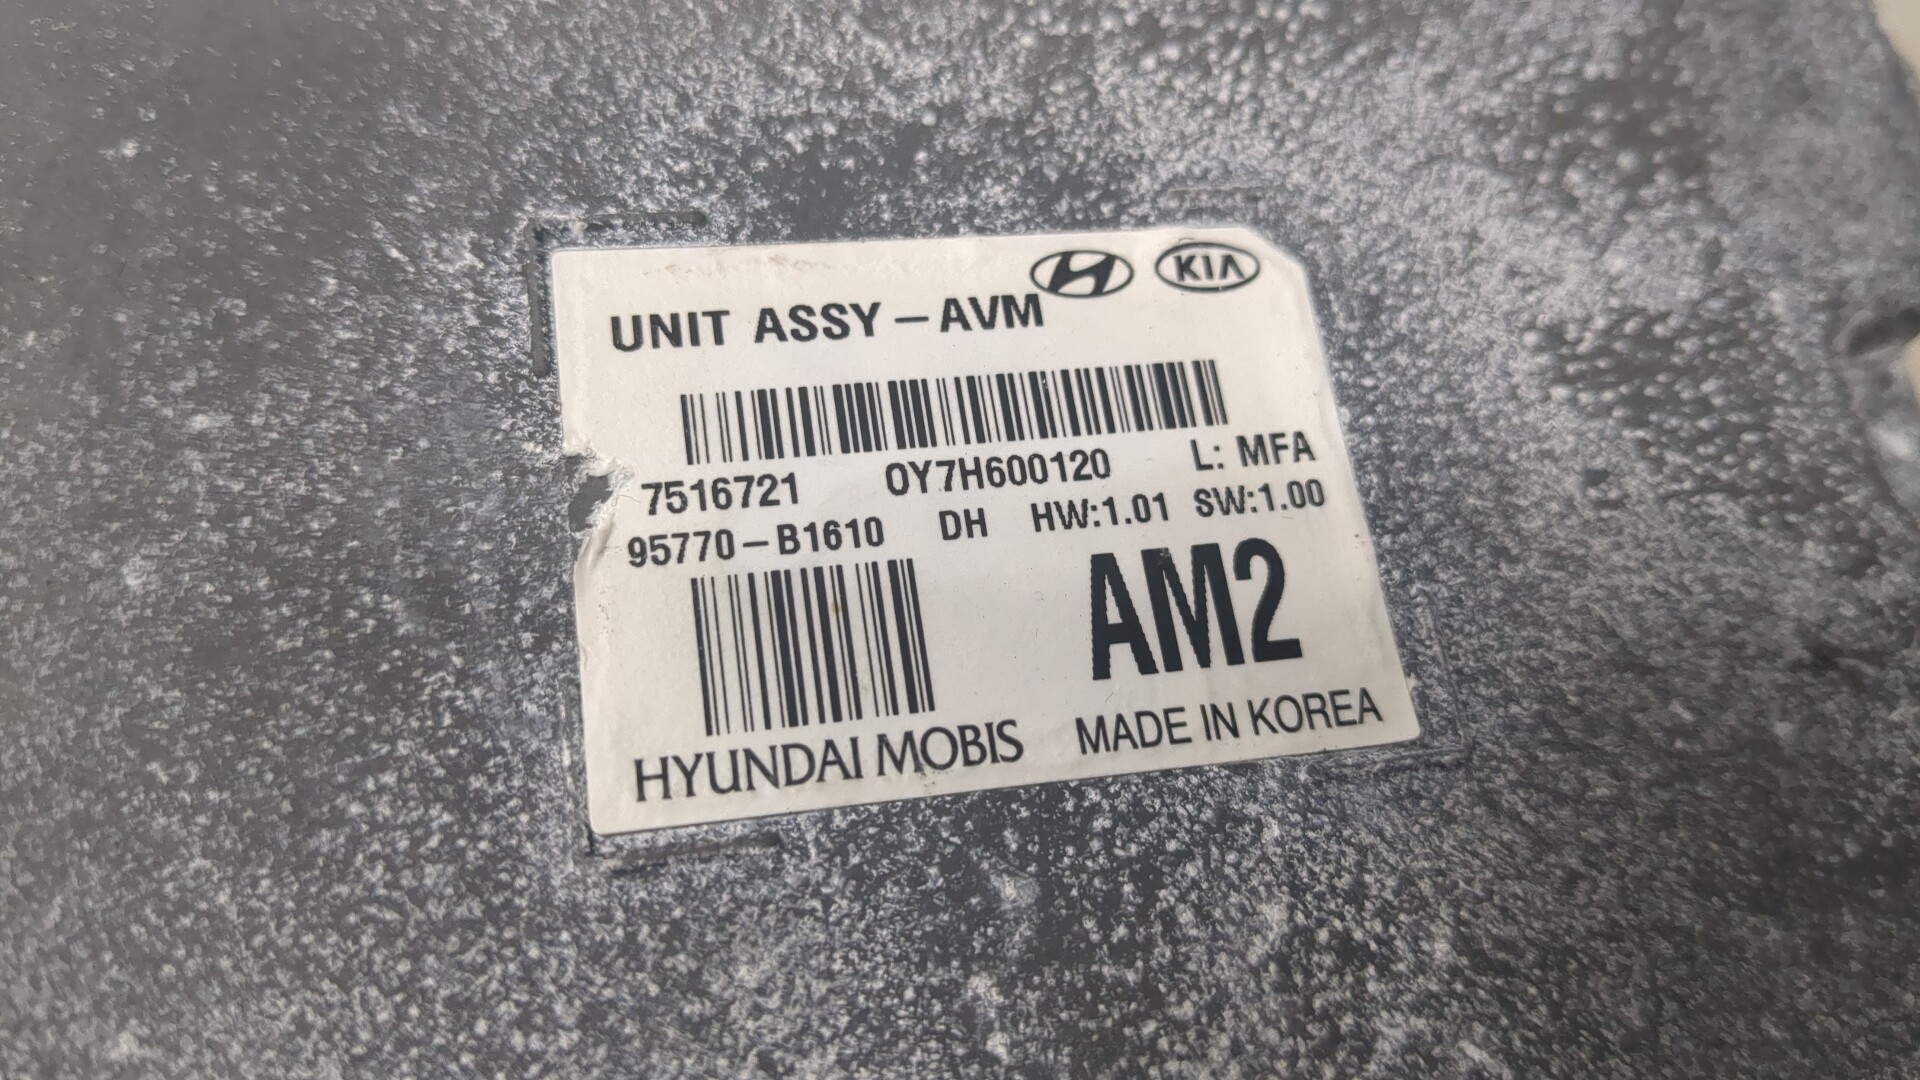 KIA
UNIT ASSY-AVM
7516721 0Y7H600120 L: MFA
95770-B1610 DH HW:1.01 SW:1.00
AM2
HYUNDAI MOBIS MADE IN KOREA